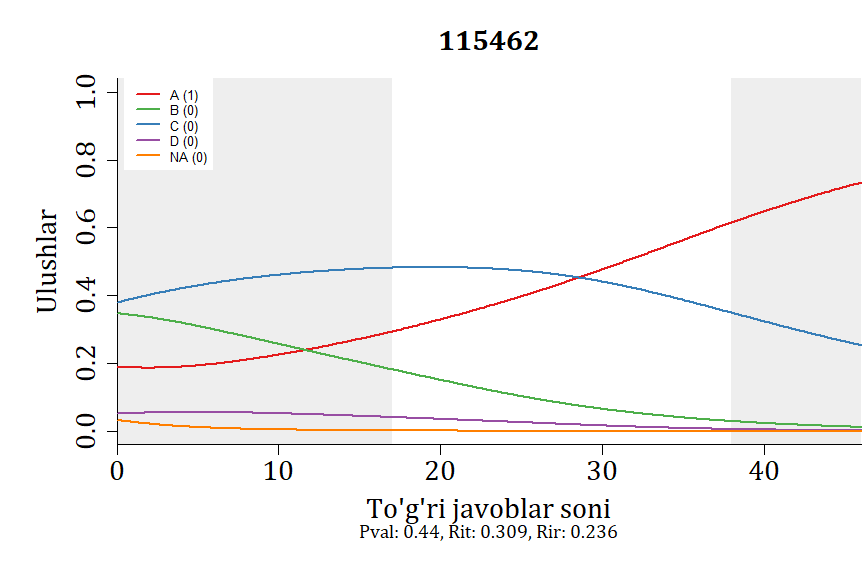 115462
A (1)
B (0)
C (0)
D (0)
NA (0)
Ulushlar
1.0
0.8
0.6
0.4
0.2
0.0
0 10 20 30 40
To'g'ri javoblar soni
Pval: 0.44, Rit: 0.309, Rir: 0.236